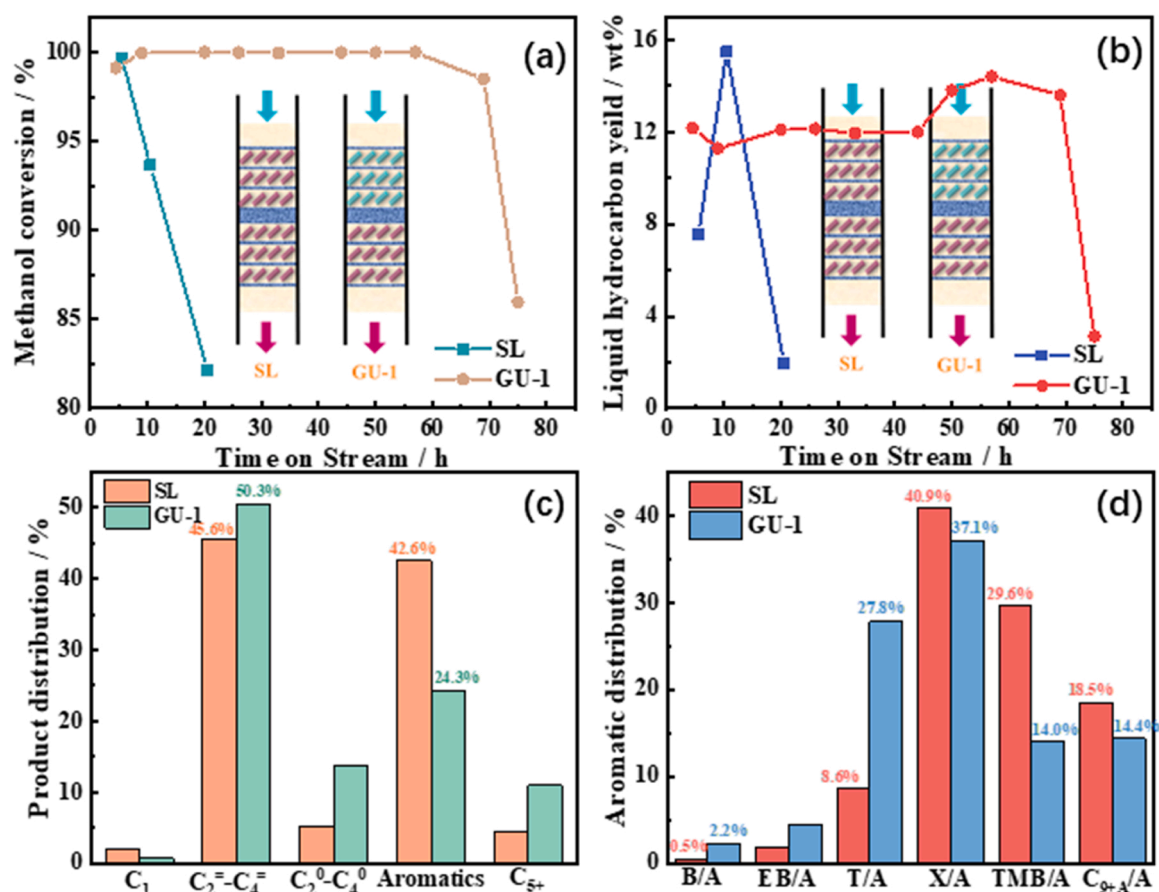 (a)
Methanol conversion / %
100
95
90
85
80
SL
GU-1
SL
GU-1
0 10 20 30 40 50 60 70 80
Time on Stream / h
(b)
Liquid hydrocarbon yeild / wt%
16
12
8
4
0
SL
GU-1
SL
GU-1
0 10 20 30 40 50 60 70 80
Time on Stream / h
(c)
Product distribution / %
50
40
30
20
10
0
SL
GU-1
45.6%
50.3%
42.6%
24.3%
C₁ C₂⁼-C₄⁼ C₂⁰-C₄⁰ Aromatics C₅₊
(d)
Aromatic distribution / %
40
30
20
10
0
SL
GU-1
0.5%
2.2%
8.6%
27.8%
40.9%
37.1%
29.6%
14.0%
18.5%
14.4%
B/A EB/A T/A X/A TMB/A C₉₊A/A